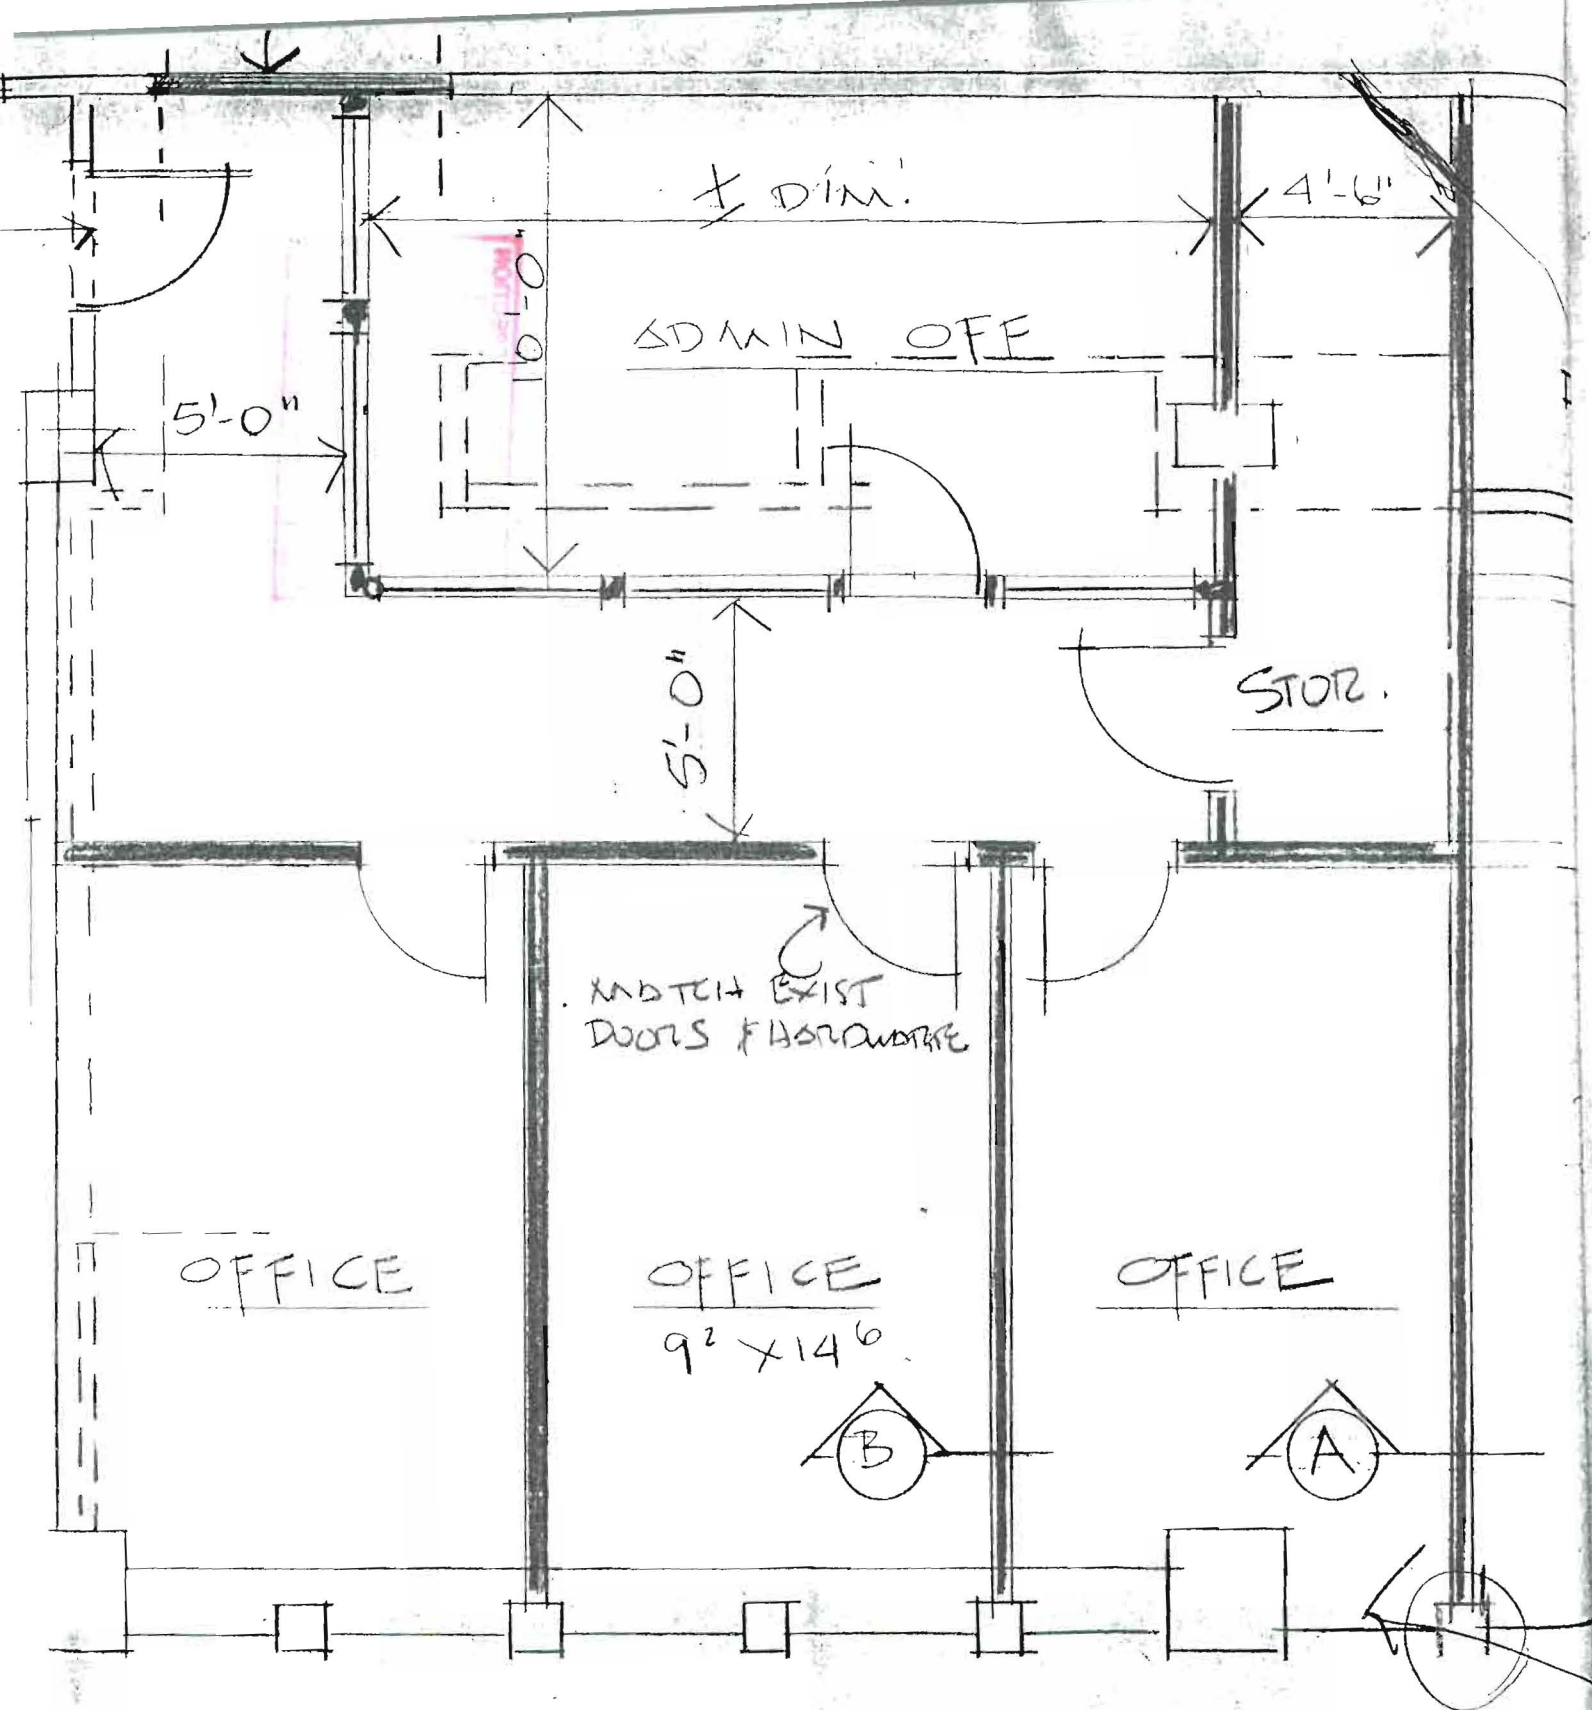 ± DIM.
4'-6"
10'-0"
ADMIN OFF
5'-0"
5'-0"
STOR.
MATCH EXIST
DOORS & HARDWARE
OFFICE
OFFICE
9² X 14⁶
OFFICE
B
A